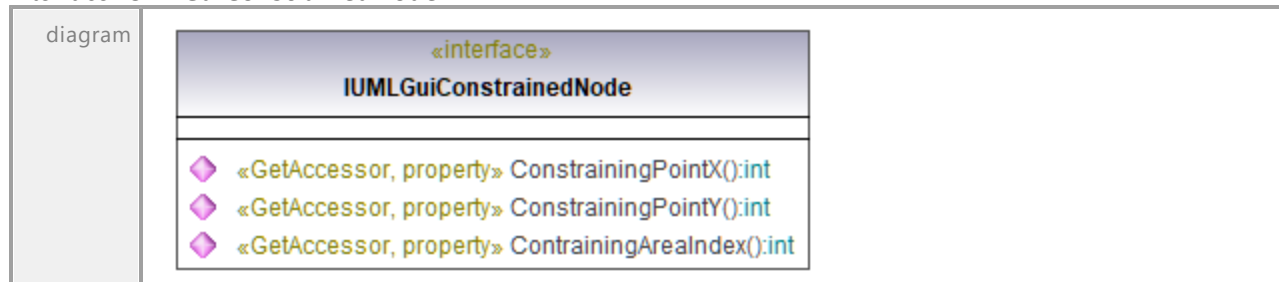 diagram
«interface»
IUMLGuiConstrainedNode
«GetAccessor, property» ConstrainingPointX():int
«GetAccessor, property» ConstrainingPointY():int
«GetAccessor, property» ContrainingAreaIndex():int